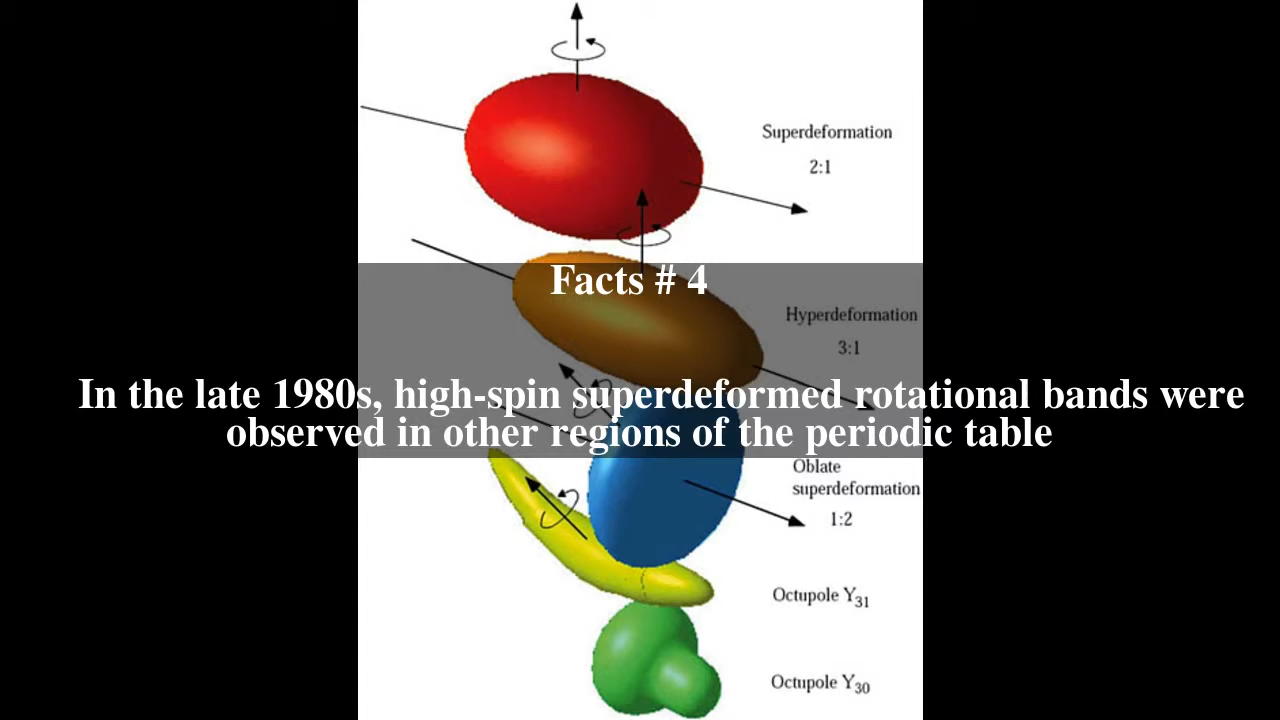 Superdeformation
2:1
Facts # 4
Hyperdeformation
3:1
In the late 1980s, high-spin superdeformed rotational bands were
observed in other regions of the periodic table
Oblate
superdeformation
1:2
Octupole Y31
Octupole Y30